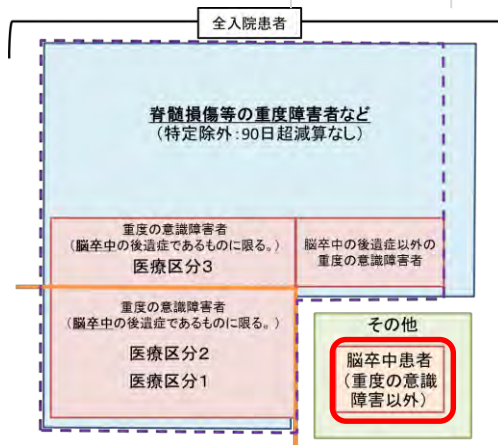 全入院患者
脊髄損傷等の重度障害者など
(特定除外:90日超減算なし)
重度の意識障害者
(脳卒中の後遺症であるものに限る。)
医療区分3
脳卒中の後遺症以外の
重度の意識障害者
重度の意識障害者
(脳卒中の後遺症であるものに限る。)
医療区分2
医療区分1
その他
脳卒中患者
(重度の意識
障害以外)